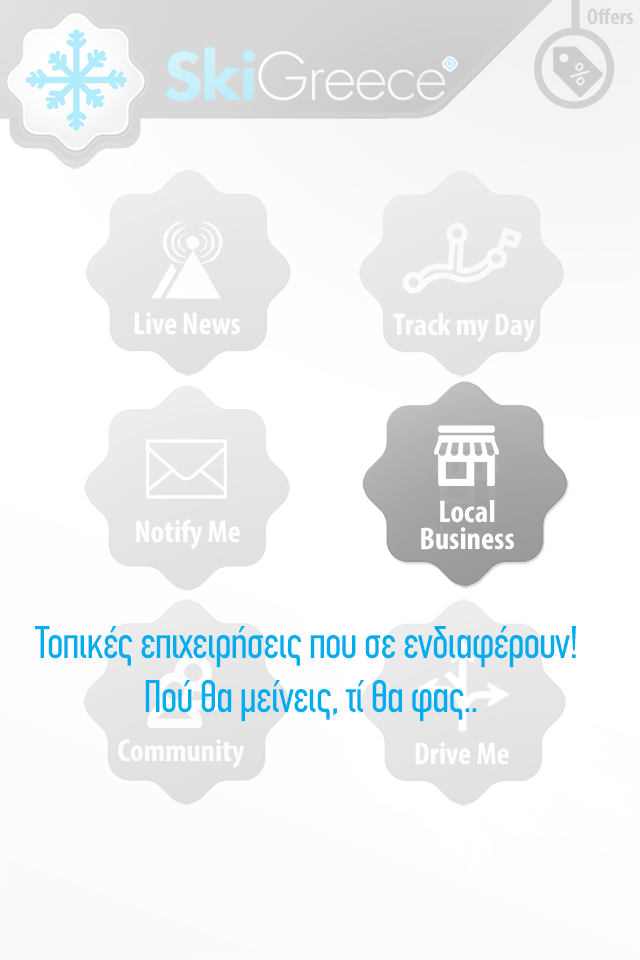 Offers
SkiGreece
Live News
Track my Day
Notify Me
Local
Business
Τοπικές επιχειρήσεις που σε ενδιαφέρουν!
Πού θα μείνεις, τί θα φας..
Community
Drive Me